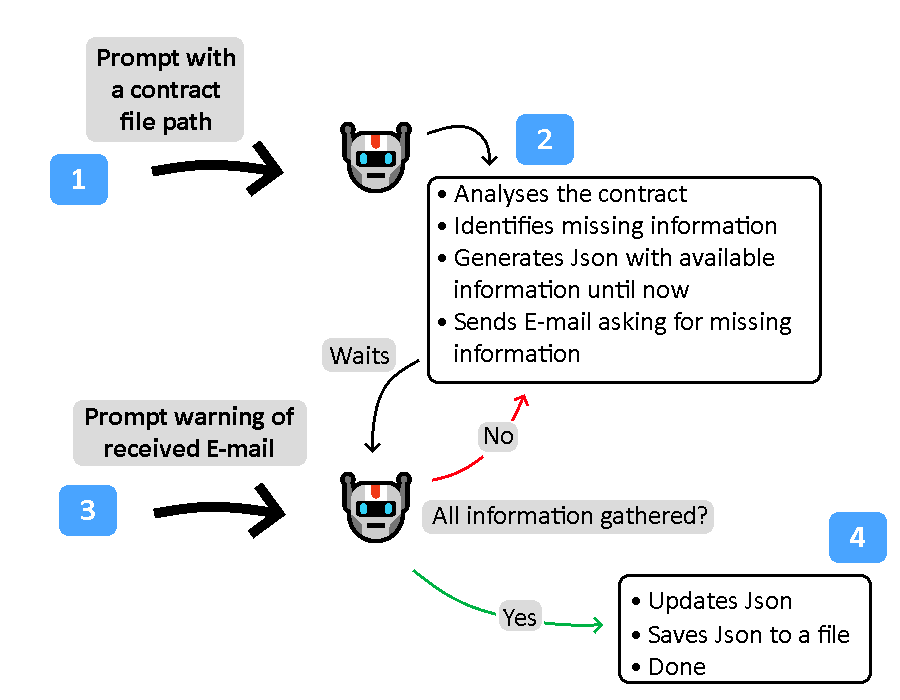 Prompt with
a contract
file path
1
2
• Analyses the contract
• Identifies missing information
• Generates Json with available
information until now
• Sends E-mail asking for missing
information
Waits
Prompt warning of
received E-mail
3
No
All information gathered?
4
Yes
• Updates Json
• Saves Json to a file
• Done